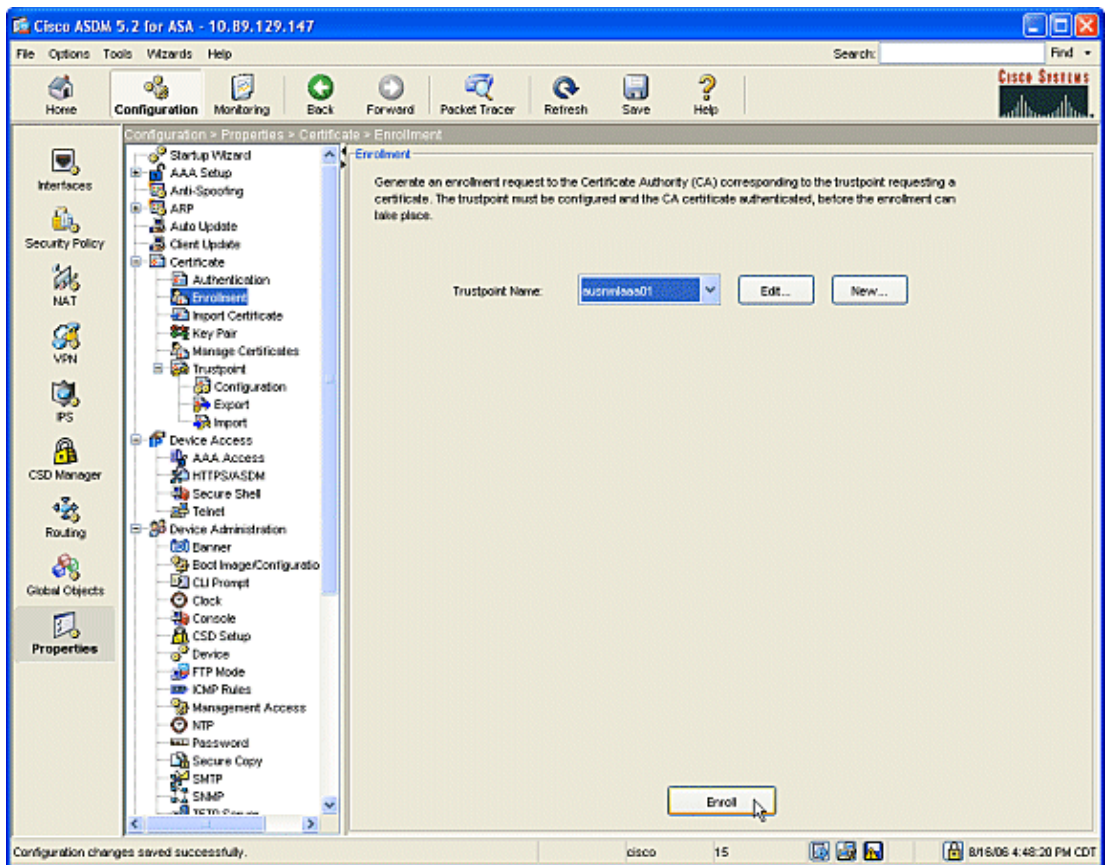 Cisco ASDM 5.2 for ASA - 10.89.129.147
File Options Tools Wizards Help Search: Find
Home Configuration Monitoring Back Forward Packet Tracer Refresh Save Help
CISCO SYSTEMS
Configuration > Properties > Certificate > Enrollment
Interfaces
Security Policy
NAT
VPN
IPS
CSD Manager
Routing
Global Objects
Properties
Startup Wizard
AAA Setup
Anti-Spoofing
ARP
Auto Update
Client Update
Certificate
Authentication
Enrollment
Import Certificate
Key Pair
Manage Certificates
Trustpoint
Configuration
Export
Import
Device Access
AAA Access
HTTPS/ASDM
Secure Shell
Telnet
Device Administration
Banner
Boot Image/Configuratio
CLI Prompt
Clock
Console
CSD Setup
Device
FTP Mode
ICMP Rules
Management Access
NTP
Password
Secure Copy
SMTP
SNMP
Enrollment
Generate an enrollment request to the Certificate Authority (CA) corresponding to the trustpoint requesting a
certificate. The trustpoint must be configured and the CA certificate authenticated, before the enrollment can
take place.
Trustpoint Name: Edit... New...
Enroll
Configuration changes saved successfully. cisco 15 8/16/06 4:48:20 PM CDT